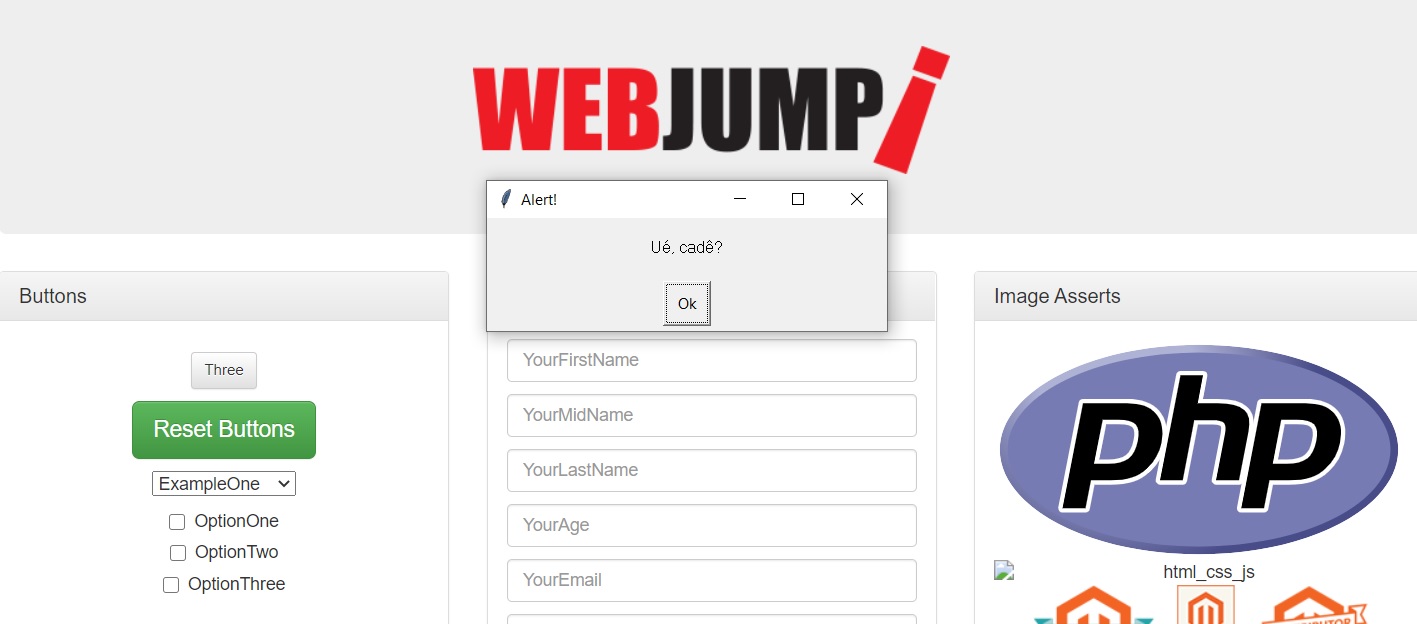 WEBJUMP!
Alert!
Ué, cadê?
Ok
Buttons
Three
Reset Buttons
ExampleOne
OptionOne
OptionTwo
OptionThree
YourFirstName
YourMidName
YourLastName
YourAge
YourEmail
Image Asserts
php
html_css_js